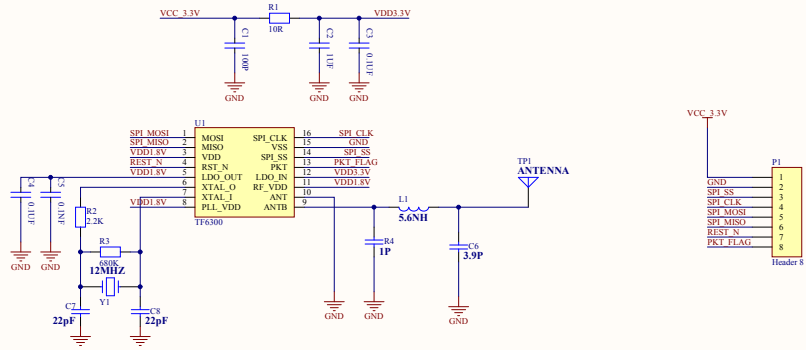 VCC_3.3V
R1
10R
VDD3.3V
C1
100P
C2
1UF
C3
0.1UF
GND
GND
GND
U1
SPI_MOSI 1 MOSI SPI_CLK 16 SPI_CLK
SPI_MISO 2 MISO VSS 15 GND
VDD1.8V 3 VDD SPI_SS 14 SPI_SS
REST_N 4 RST_N PKT 13 PKT_FLAG
VDD1.8V 5 LDO_OUT LDO_IN 12 VDD3.3V
6 XTAL_O RF_VDD 11 VDD1.8V
7 XTAL_I ANT 10
VDD1.8V 8 PLL_VDD ANTB 9
TF6300
C4
0.1UF
C5
0.1NF
GND
GND
R2
2.2K
R3
680K
12MHZ
Y1
C7
22pF
C8
22pF
GND
R4
1P
GND
L1
5.6NH
C6
3.9P
GND
TP1
ANTENNA
VCC_3.3V
P1
1
GND 2
SPI_SS 3
SPI_CLK 4
SPI_MOSI 5
SPI_MISO 6
REST_N 7
PKT_FLAG 8
Header 8